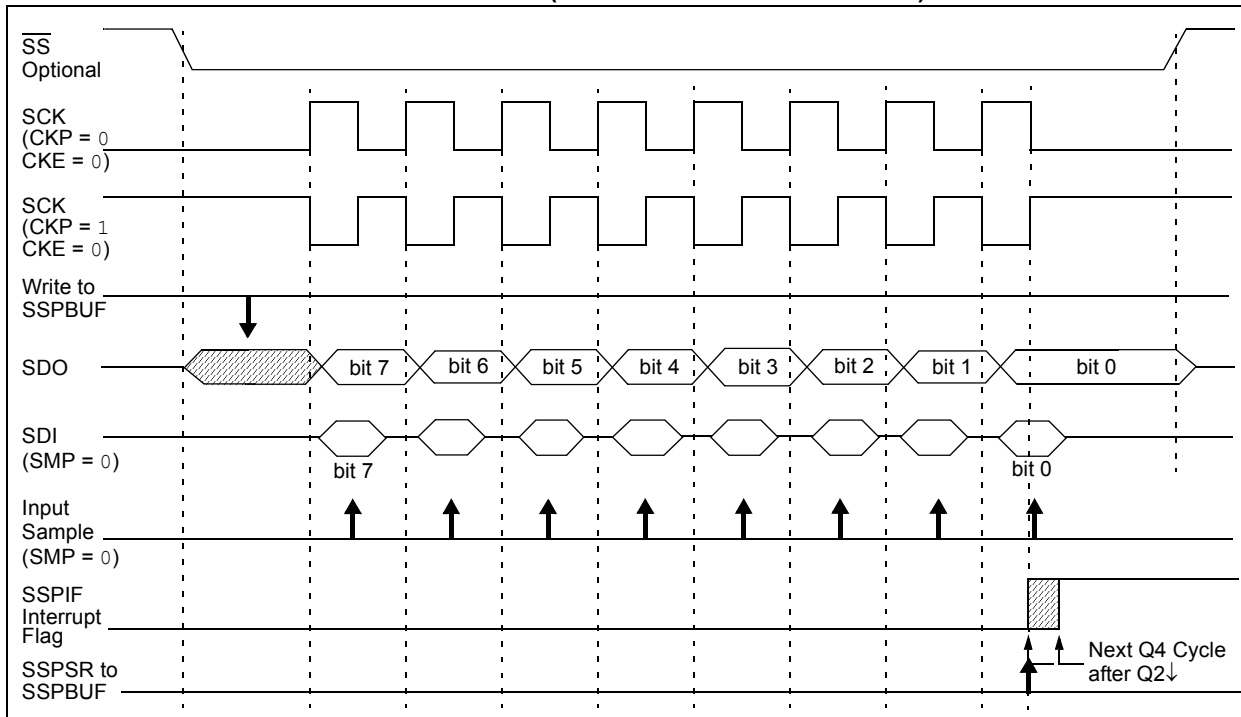 SS
Optional
SCK
(CKP = 0
CKE = 0)
SCK
(CKP = 1
CKE = 0)
Write to
SSPBUF
SDO
bit 7 bit 6 bit 5 bit 4 bit 3 bit 2 bit 1 bit 0
SDI
(SMP = 0)
bit 7 bit 0
Input
Sample
(SMP = 0)
SSPIF
Interrupt
Flag
Next Q4 Cycle
after Q2↓
SSPSR to
SSPBUF